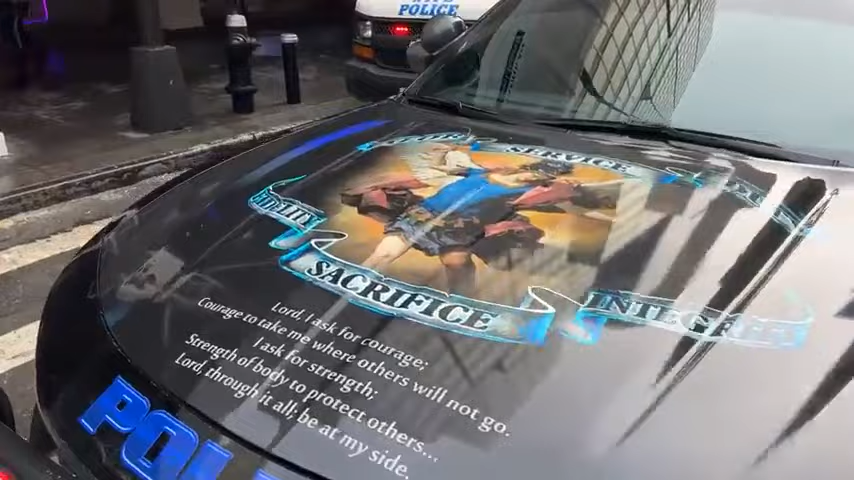 POLICE
SERVICE
SACRIFICE
INTEGRITY
Lord, I ask for courage;
Courage to take me where others will not go.
I ask for strength;
Strength of body to protect others...
Lord, through it all; be at my side.